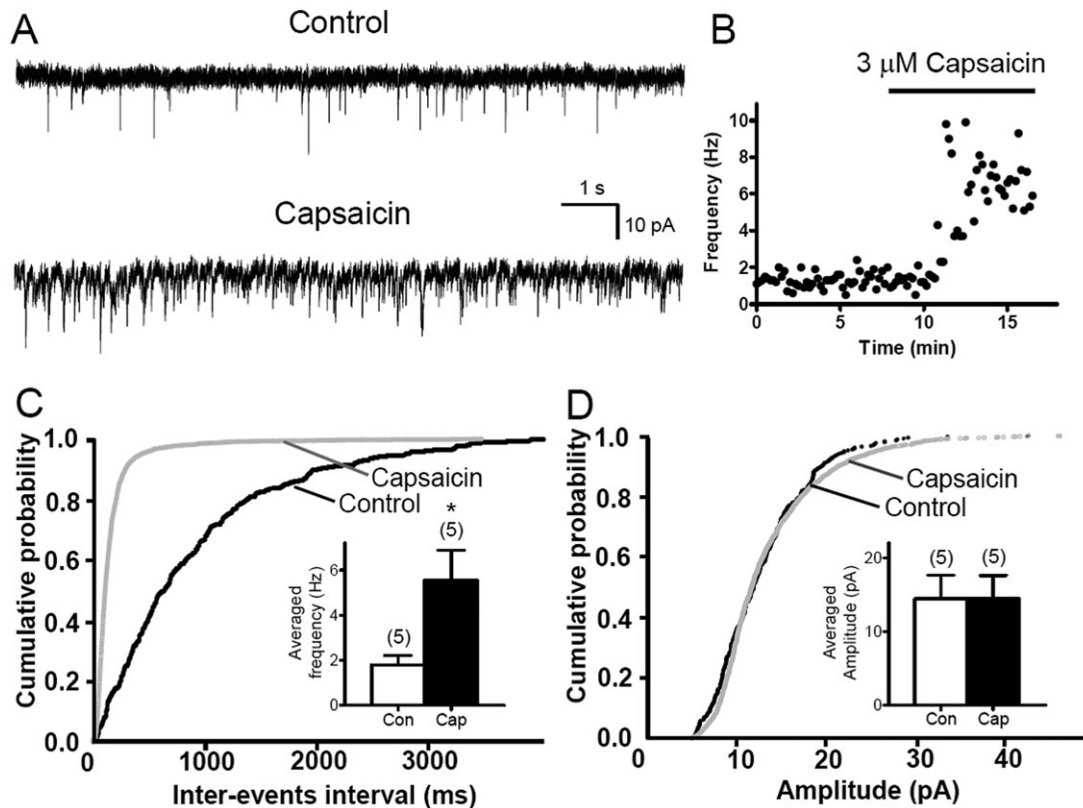 A
Control
1 s
10 pA
Capsaicin
B
3 μM Capsaicin
Frequency (Hz)
10
8
6
4
2
0
0 5 10 15
Time (min)
C
Cumulative probability
1.0
0.8
0.6
0.4
0.2
0.0
0 1000 2000 3000
Inter-events interval (ms)
Capsaicin
Control
Averaged
frequency (Hz)
6
4
2
0
(5)
*
(5)
Con Cap
D
Cumulative probability
1.0
0.8
0.6
0.4
0.2
0.0
0 10 20 30 40
Amplitude (pA)
Capsaicin
Control
Averaged
Amplitude (pA)
20
10
0
(5) (5)
Con Cap